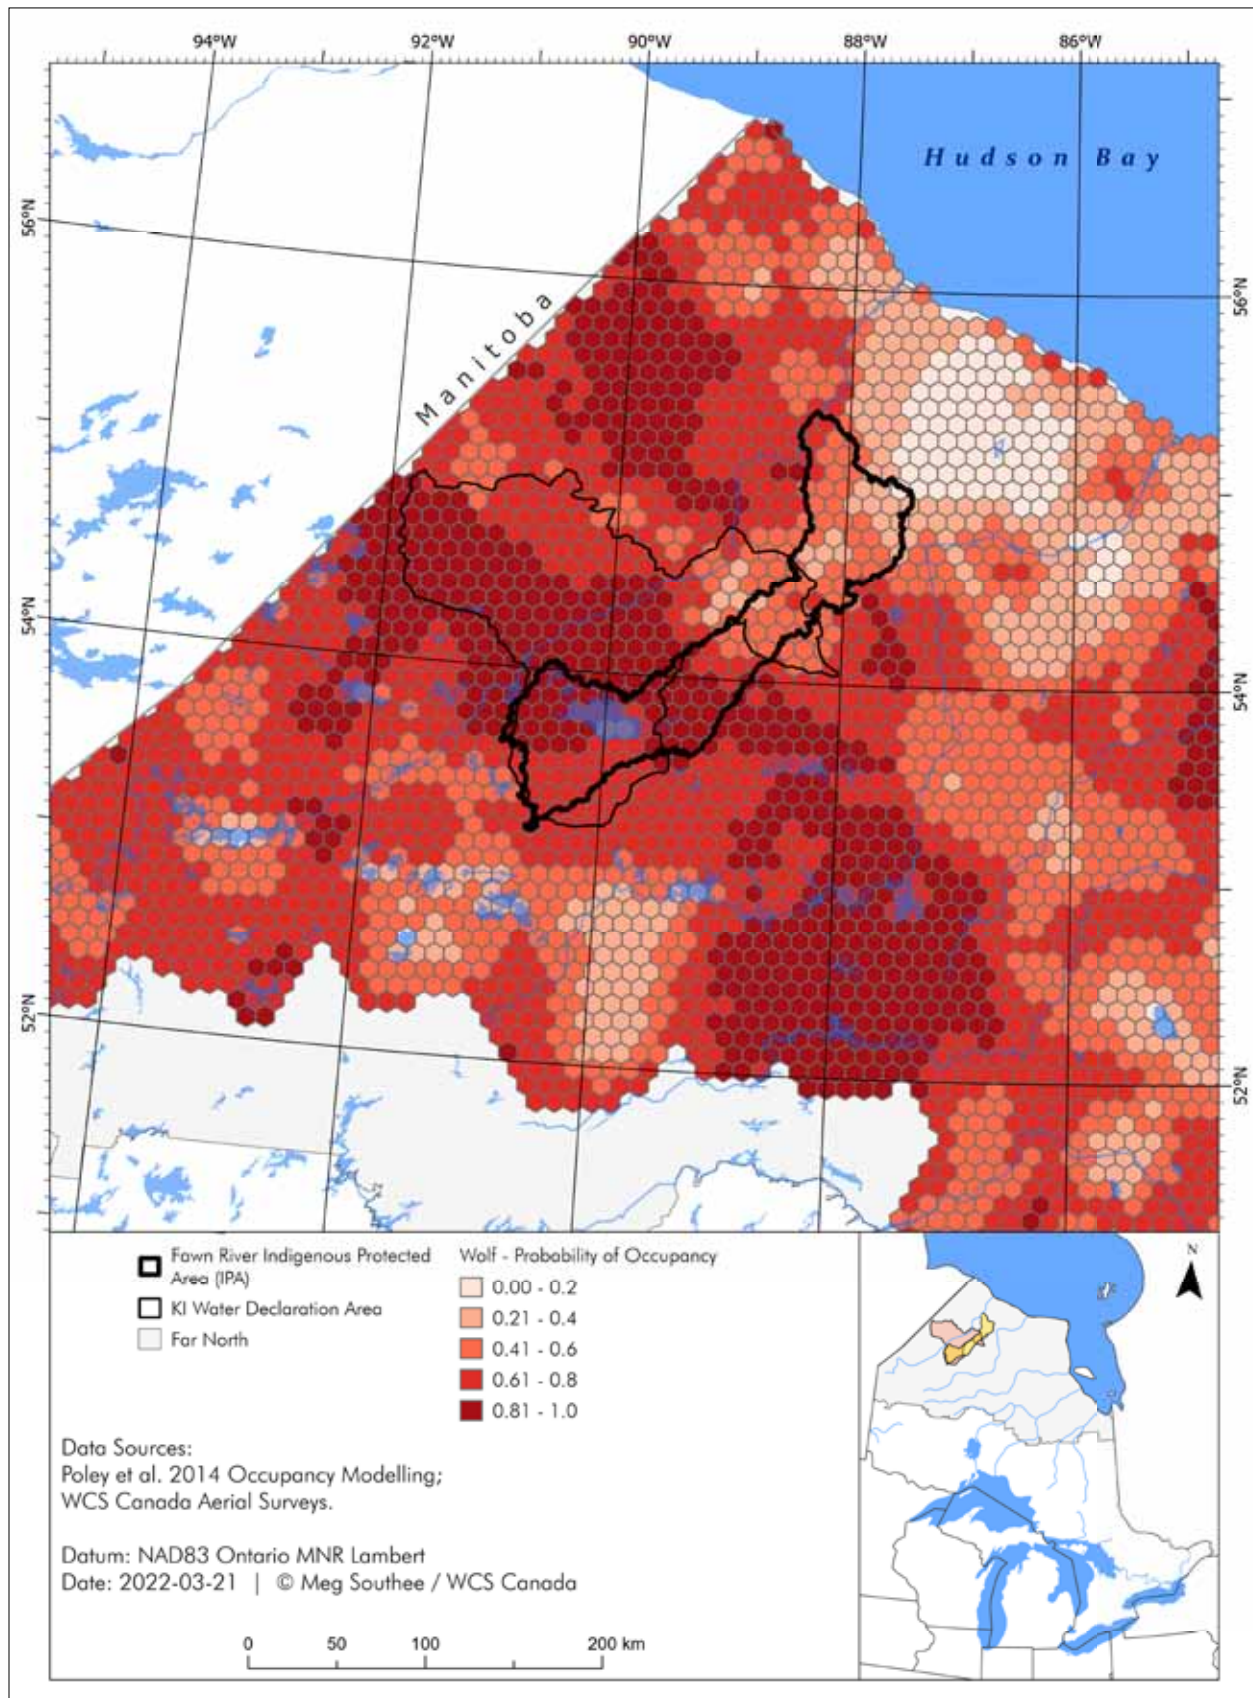 94°W 92°W 90°W 88°W 86°W
Hudson Bay
56°N
56°N
Manitoba
54°N
54°N
52°N
52°N
Fawn River Indigenous Protected
Area (IPA)
KI Water Declaration Area
Far North
Wolf - Probability of Occupancy
0.00 - 0.2
0.21 - 0.4
0.41 - 0.6
0.61 - 0.8
0.81 - 1.0
N
Data Sources:
Poley et al. 2014 Occupancy Modelling;
WCS Canada Aerial Surveys.
Datum: NAD83 Ontario MNR Lambert
Date: 2022-03-21 | © Meg Southee / WCS Canada
0 50 100 200 km